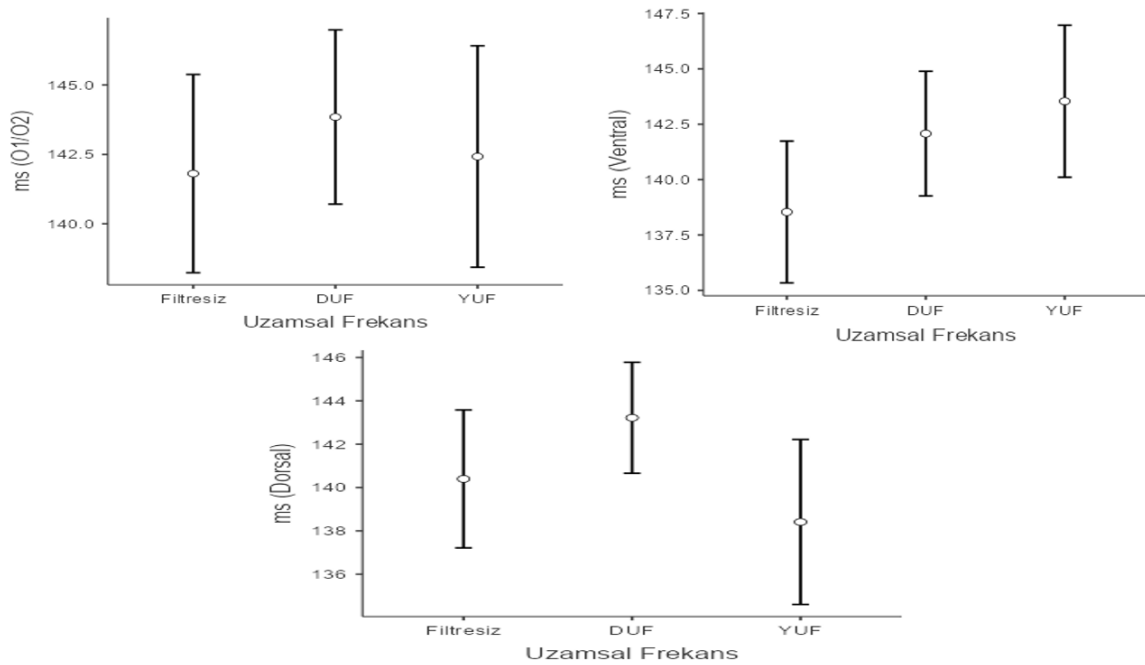 ms (O1/O2)
145.0
142.5
140.0
Filtresiz DUF YUF
Uzamsal Frekans
ms (Ventral)
147.5
145.0
142.5
140.0
137.5
135.0
Filtresiz DUF YUF
Uzamsal Frekans
ms (Dorsal)
146
144
142
140
138
136
Filtresiz DUF YUF
Uzamsal Frekans